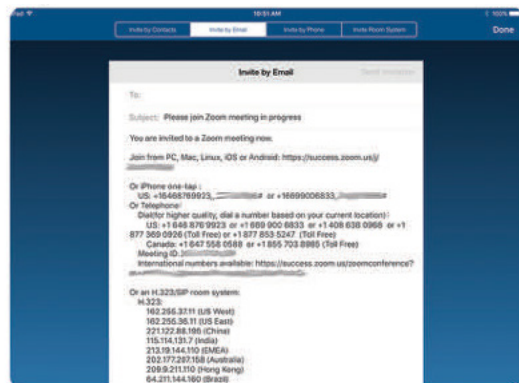 iPad 10:51 AM 100%
Invite by Contacts Invite by Email Invite by Phone Invite Room System Done
Invite by Email Send Invitation
To:
Subject: Please join Zoom meeting in progress
You are invited to a Zoom meeting now.
Join from PC, Mac, Linux, iOS or Android: https://success.zoom.us/j/
Or iPhone one-tap :
US: +16468769923, # or +16699006833, #
Or Telephone:
Dial(for higher quality, dial a number based on your current location):
US: +1 646 876 9923 or +1 669 900 6833 or +1 408 638 0968 or +1
877 369 0926 (Toll Free) or +1 877 853 5247 (Toll Free)
Canada: +1 647 558 0588 or +1 855 703 8985 (Toll Free)
Meeting ID:
International numbers available: https://success.zoom.us/zoomconference?
Or an H.323/SIP room system:
H.323:
162.255.37.11 (US West)
162.255.36.11 (US East)
221.122.88.195 (China)
115.114.131.7 (India)
213.19.144.110 (EMEA)
202.177.207.158 (Australia)
209.9.211.110 (Hong Kong)
64.211.144.160 (Brazil)